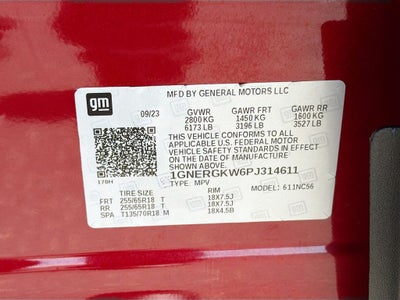 MFD BY GENERAL MOTORS LLC
gm
09/23 GVWR GAWR FRT GAWR RR
2800 KG 1450 KG 1600 KG
6173 LB 3196 LB 3527 LB
THIS VEHICLE CONFORMS TO ALL
APPLICABLE U.S. FEDERAL MOTOR
VEHICLE SAFETY STANDARDS IN EFFECT
ON THE DATE OF MANUFACTURE
SHOWN ABOVE.
1GNERGKW6PJ314611
TYPE: MPV MODEL: 611NC56
178H
TIRE SIZE RIM
FRT 255/65R18 T 18X7.5J
RR 255/65R18 T 18X7.5J
SPA T135/70R18 M 18X4.5B